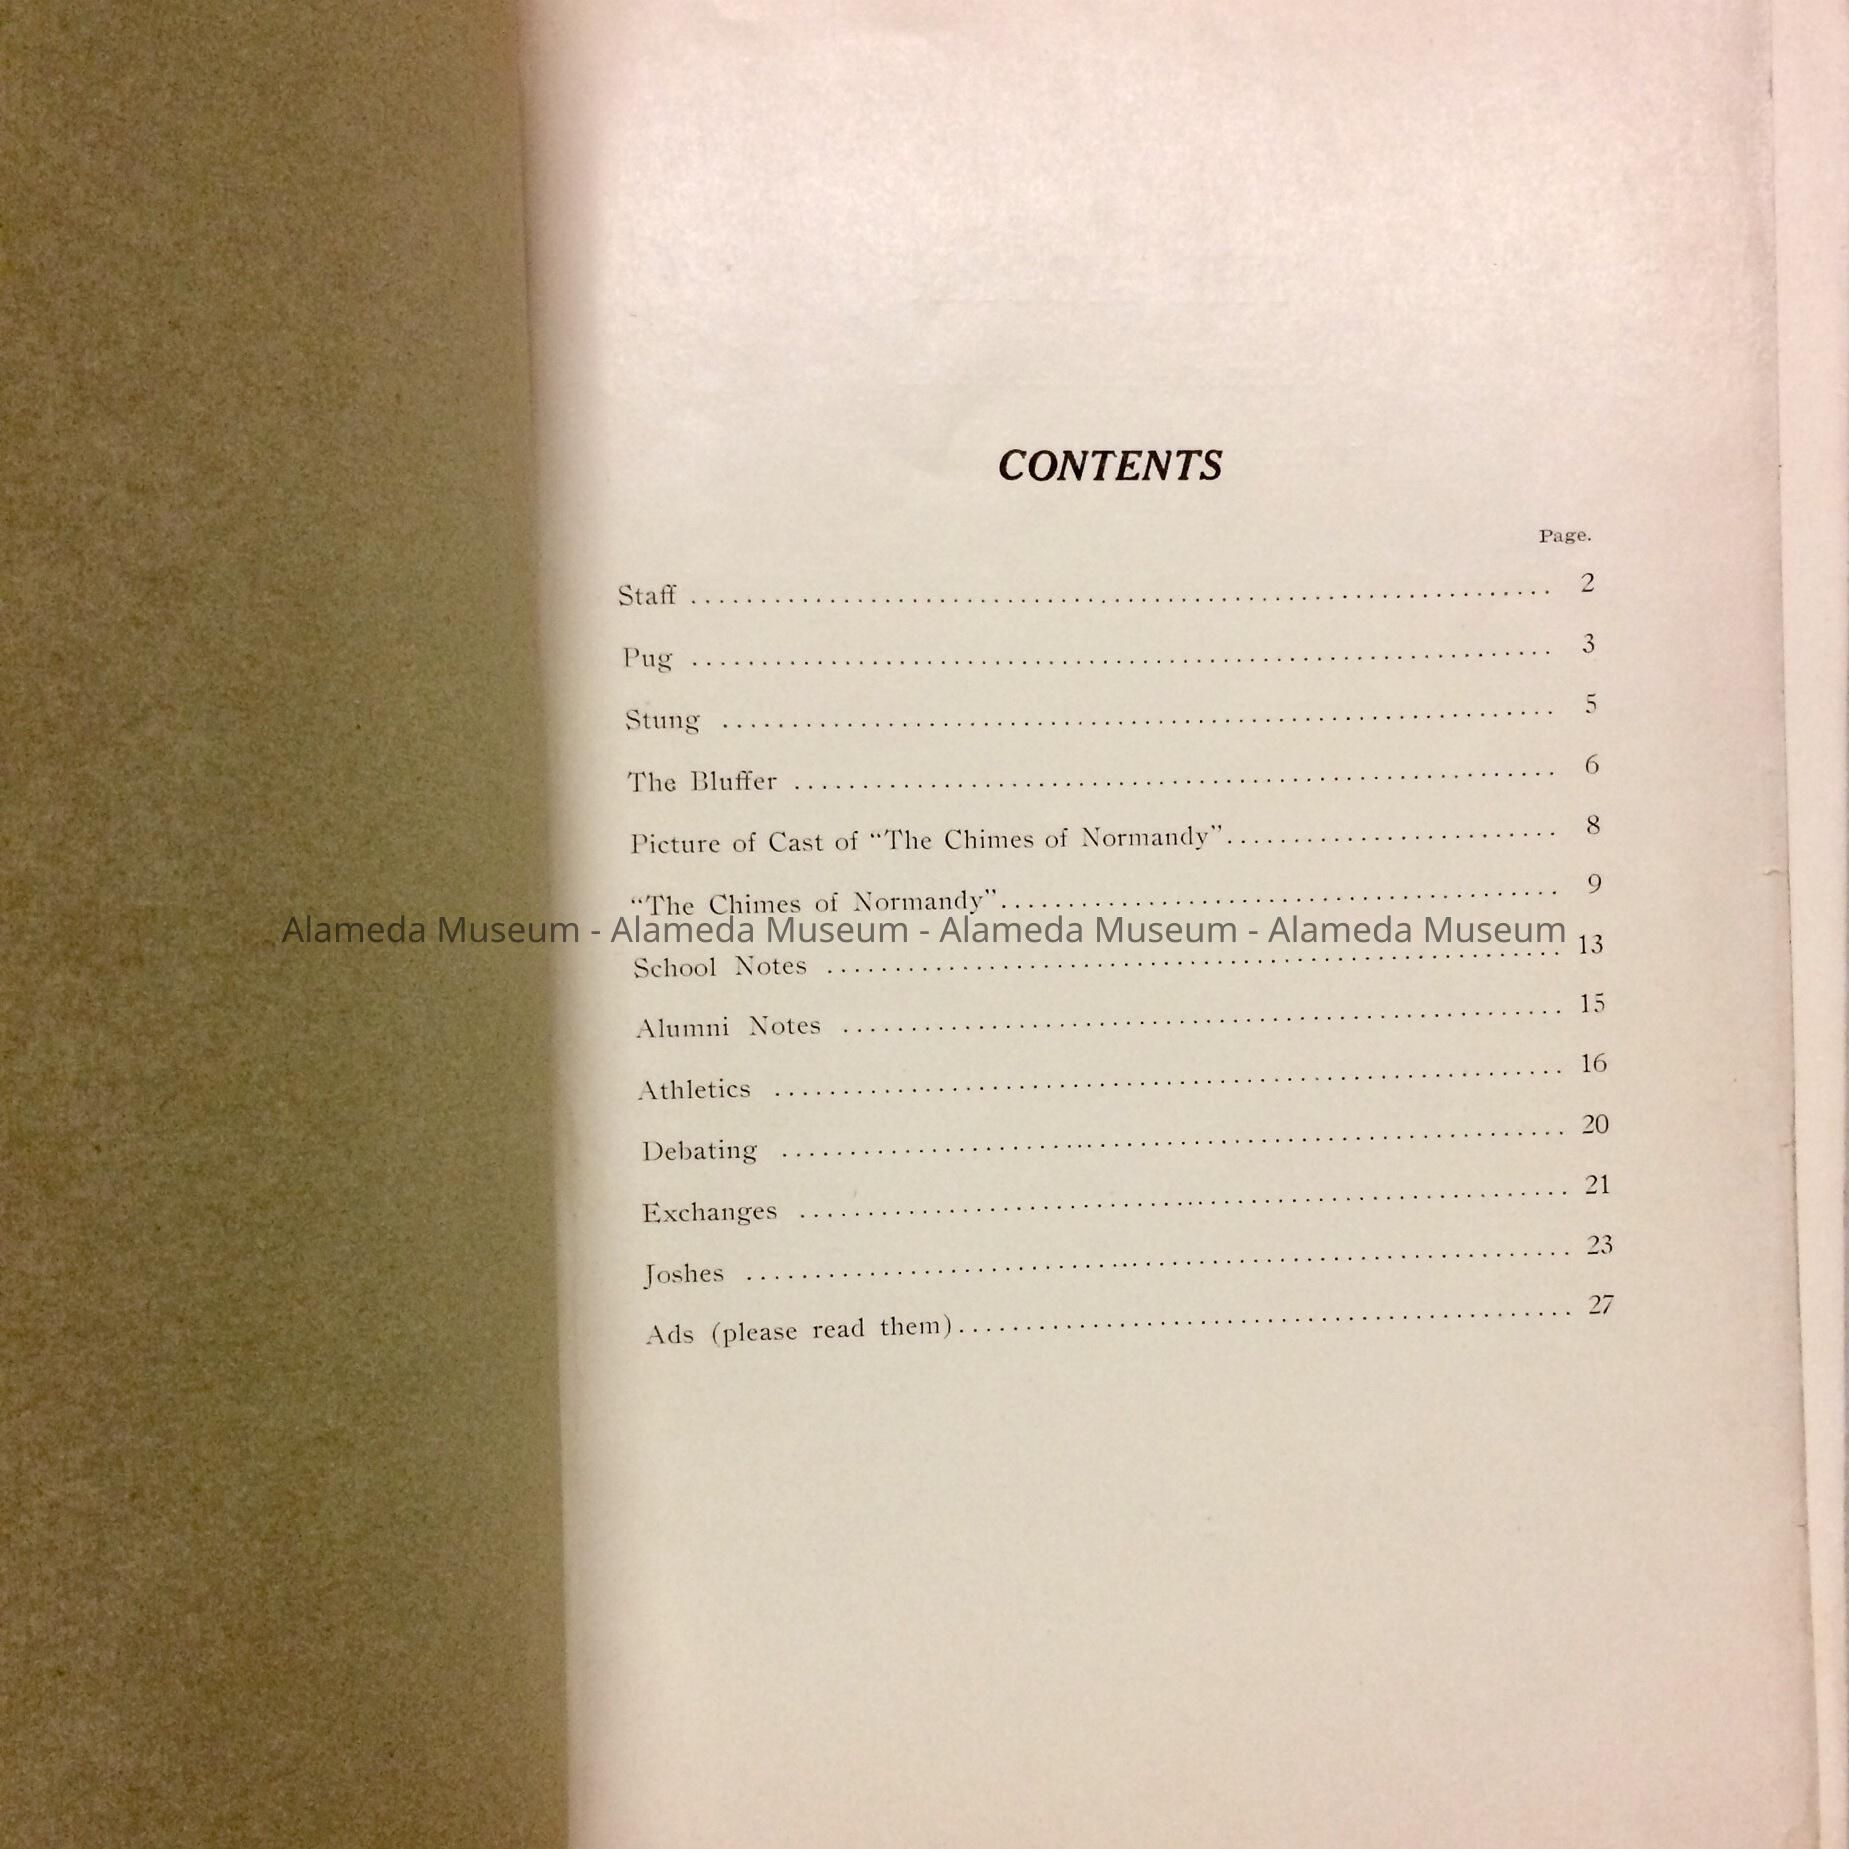 CONTENTS
Page.
Staff ............................................................... 2
Pug ............................................................... 3
Stung ............................................................. 5
The Bluffer ........................................................ 6
Picture of Cast of “The Chimes of Normandy”......................... 8
“The Chimes of Normandy”......................................... 9
Alameda Museum - Alameda Museum - Alameda Museum - Alameda Museum
School Notes ...................................................... 13
Alumni Notes ..................................................... 15
Athletics .......................................................... 16
Debating .......................................................... 20
Exchanges ......................................................... 21
Joshes ............................................................. 23
Ads (please read them)............................................. 27